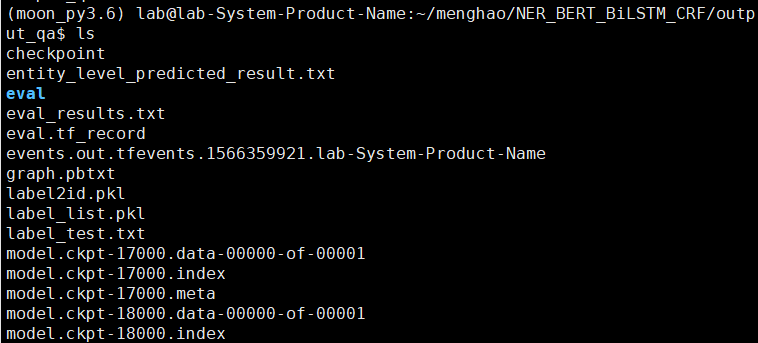 (moon_py3.6) lab@lab-System-Product-Name:~/menghao/NER_BERT_BiLSTM_CRF/outp
ut_qa$ ls
checkpoint
entity_level_predicted_result.txt
eval
eval_results.txt
eval.tf_record
events.out.tfevents.1566359921.lab-System-Product-Name
graph.pbtxt
label2id.pkl
label_list.pkl
label_test.txt
model.ckpt-17000.data-00000-of-00001
model.ckpt-17000.index
model.ckpt-17000.meta
model.ckpt-18000.data-00000-of-00001
model.ckpt-18000.index